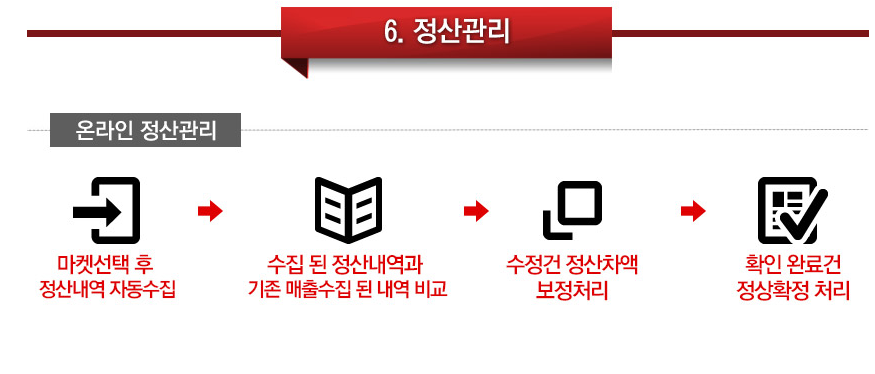 6. 정산관리
온라인 정산관리
마켓선택 후
정산내역 자동수집
수집 된 정산내역과
기존 매출수집 된 내역 비교
수정건 정산차액
보정처리
확인 완료건
정상확정 처리